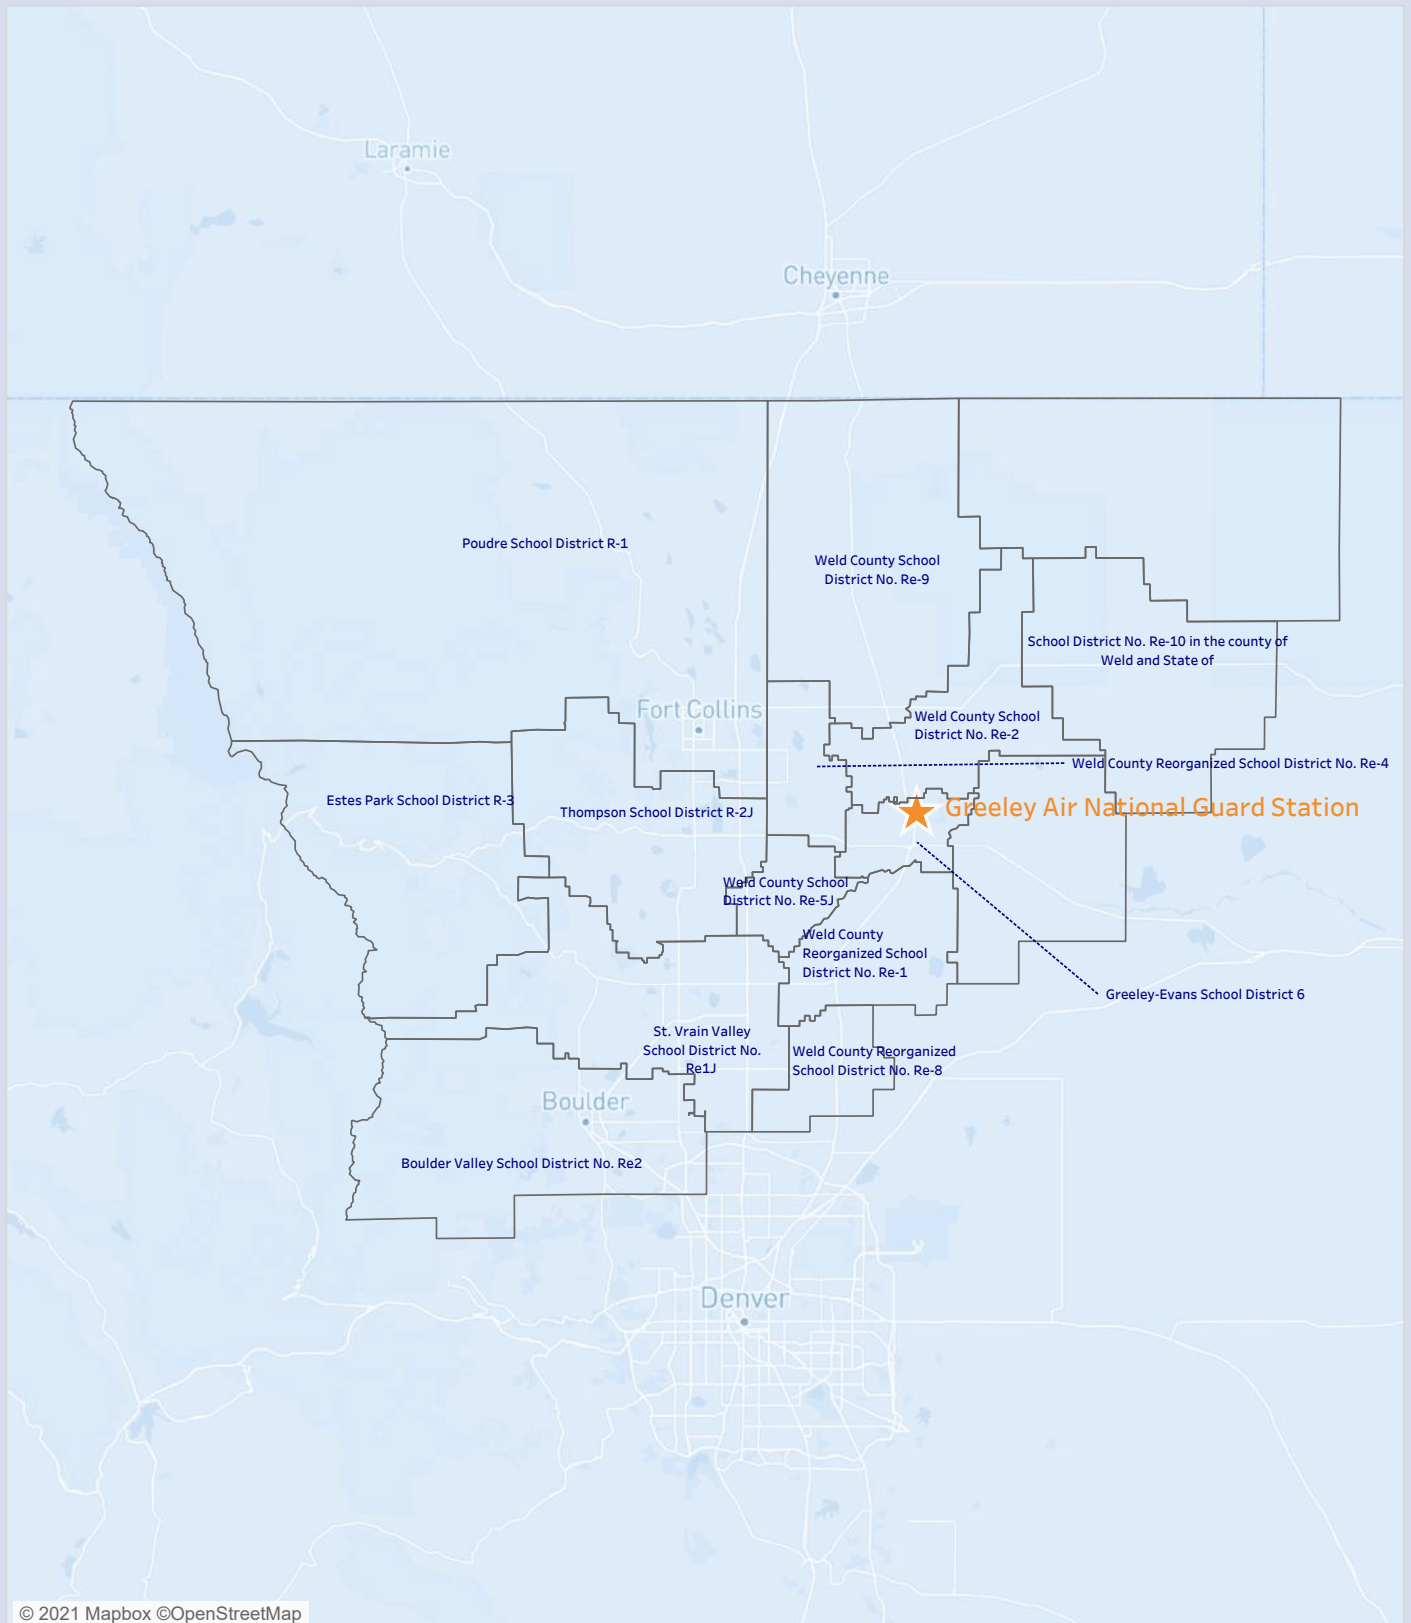 Laramie
Cheyenne
Poudre School District R-1
Weld County School
District No. Re-9
School District No. Re-10 in the county of
Weld and State of
Fort Collins
Weld County School
District No. Re-2
Weld County Reorganized School District No. Re-4
Estes Park School District R-3
Thompson School District R-2J
Greeley Air National Guard Station
Weld County School
District No. Re-5J
Weld County
Reorganized School
District No. Re-1
Greeley-Evans School District 6
St. Vrain Valley
School District No.
Re1J
Weld County Reorganized
School District No. Re-8
Boulder
Boulder Valley School District No. Re2
Denver
© 2021 Mapbox ©OpenStreetMap